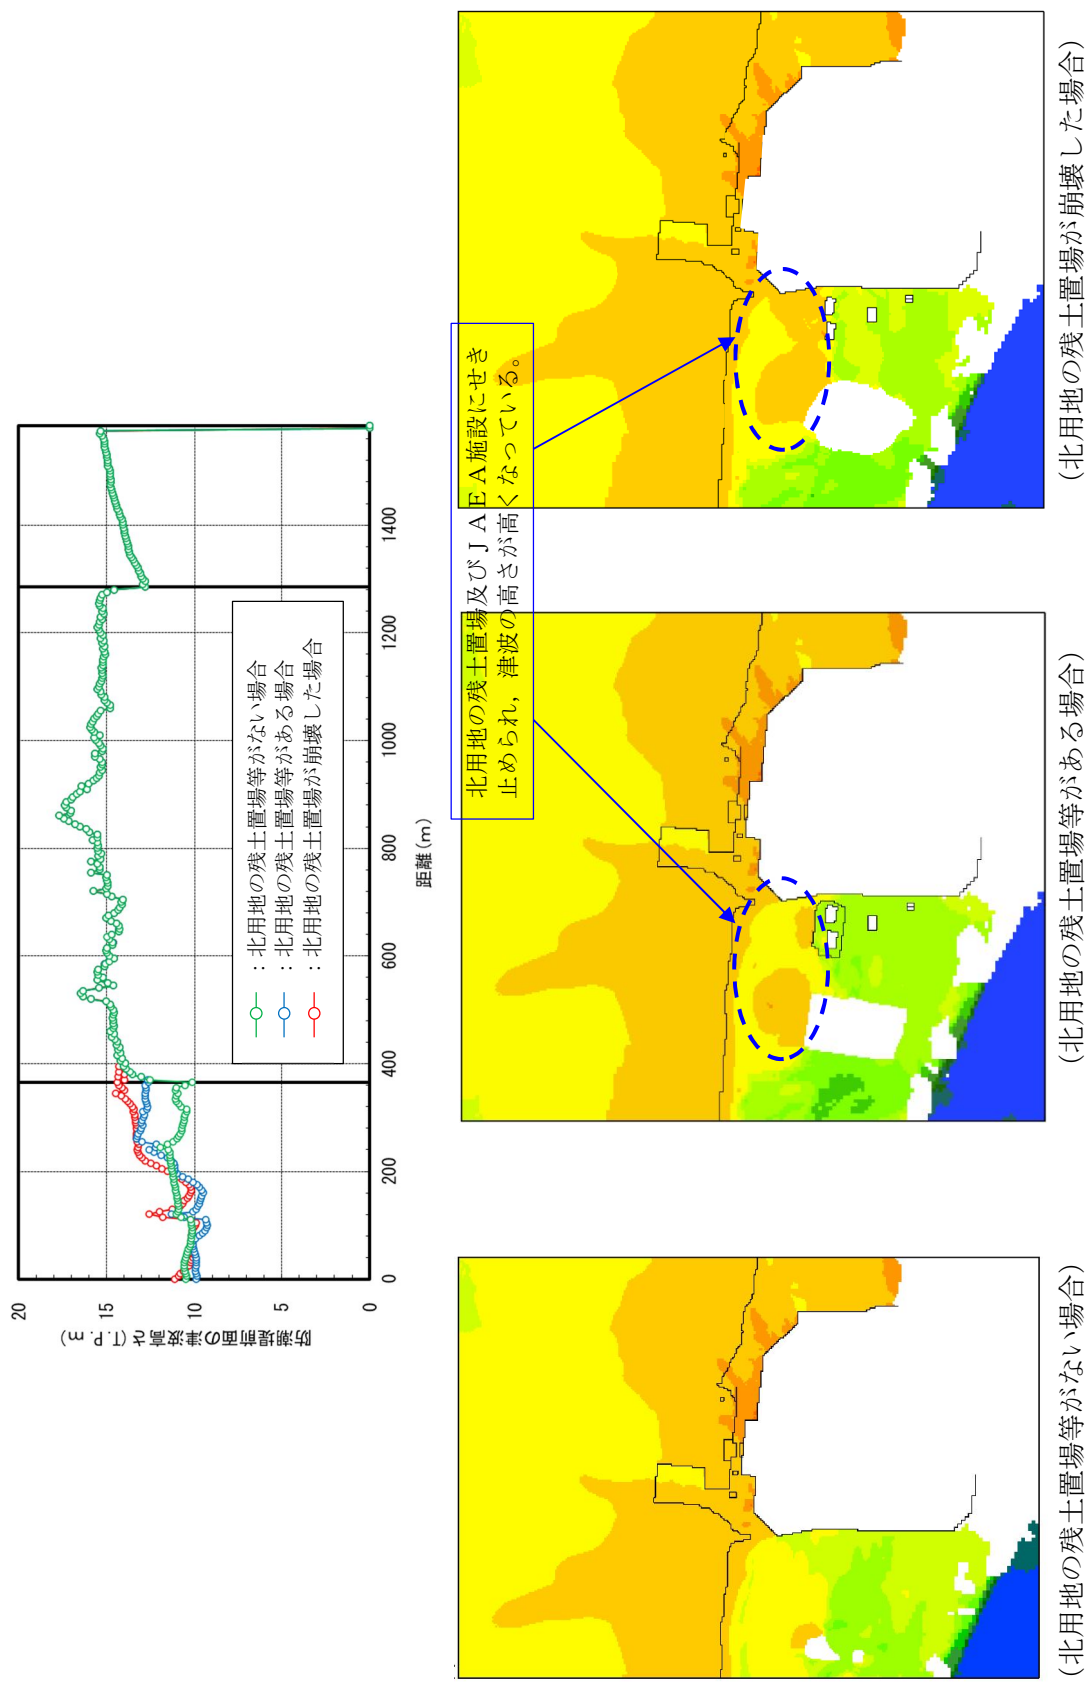 防潮堤前面の津波高さ(T.P.m)
20
15
10
5
0
0
200
400
600
800
1000
1200
1400
距離(m)
：北用地の残土置場等がない場合
：北用地の残土置場等がある場合
：北用地の残土置場が崩壊した場合
北用地の残土置場及びＪＡＥＡ施設にせき
止められ，津波の高さが高くなっている。
(北用地の残土置場等がない場合)
(北用地の残土置場等がある場合)
(北用地の残土置場が崩壊した場合)